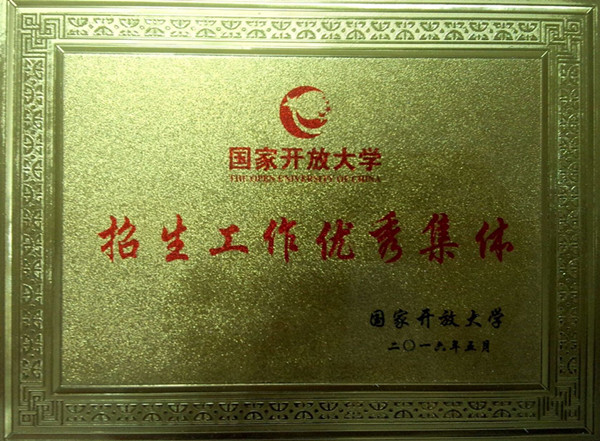 国家开放大学
THE OPEN UNIVERSITY OF CHINA
招生工作优秀集体
国家开放大学
二〇一六年五月